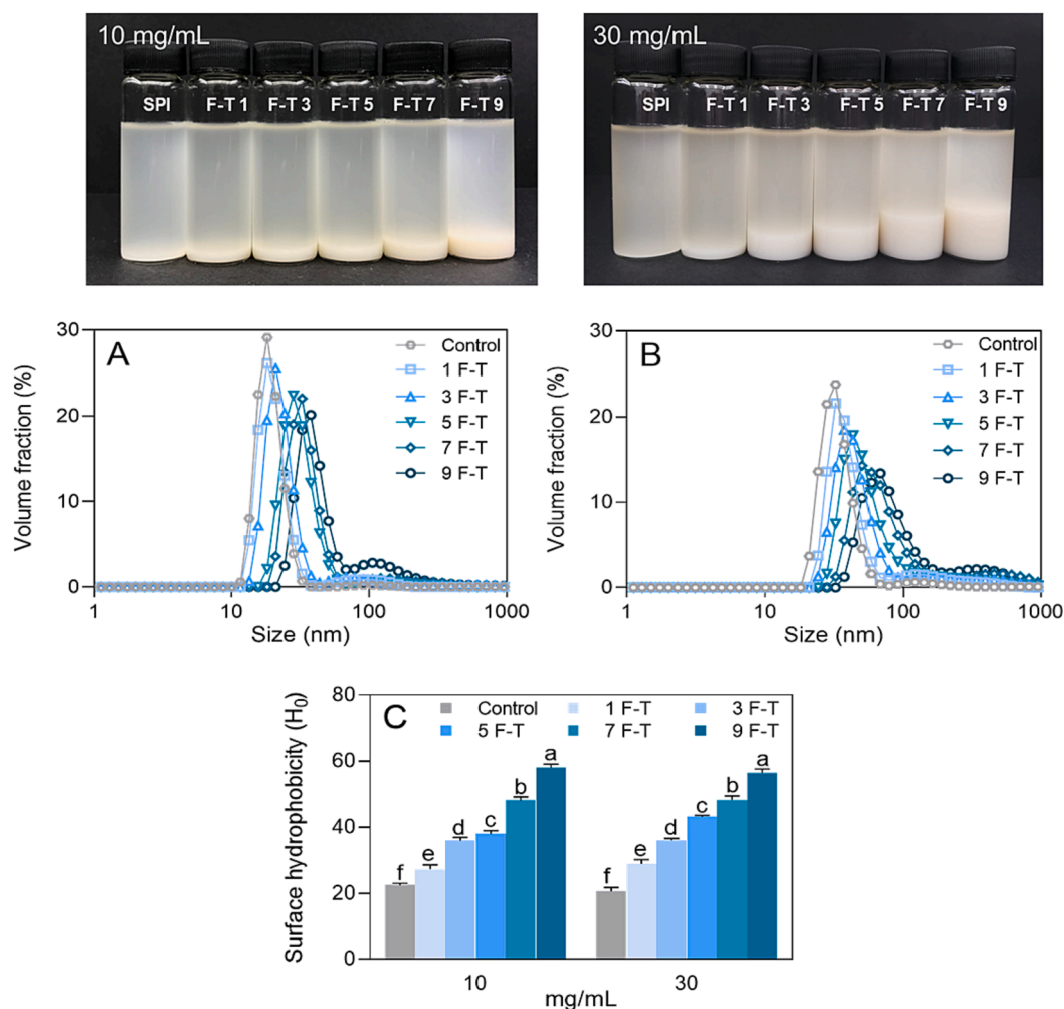 10 mg/mL
SPI F-T 1 F-T 3 F-T 5 F-T 7 F-T 9
30 mg/mL
SPI F-T 1 F-T 3 F-T 5 F-T 7 F-T 9
A
Volume fraction (%)
30
20
10
0
Control
1 F-T
3 F-T
5 F-T
7 F-T
9 F-T
1 10 100 1000
Size (nm)
B
Volume fraction (%)
30
20
10
0
Control
1 F-T
3 F-T
5 F-T
7 F-T
9 F-T
1 10 100 1000
Size (nm)
C
Surface hydrophobicity (H₀)
80
60
40
20
0
Control 1 F-T 3 F-T
5 F-T 7 F-T 9 F-T
f e d c b a
f e d c b a
10 30
mg/mL